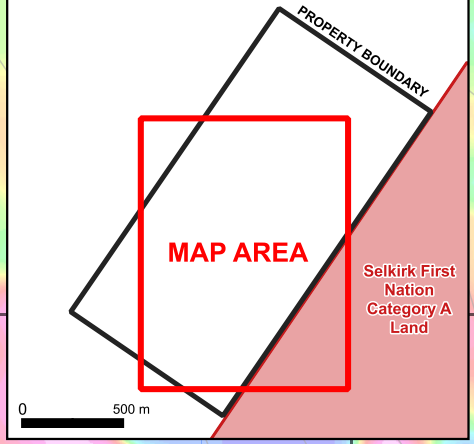 PROPERTY BOUNDARY
MAP AREA
Selkirk First
Nation
Category A
Land
0 500 m